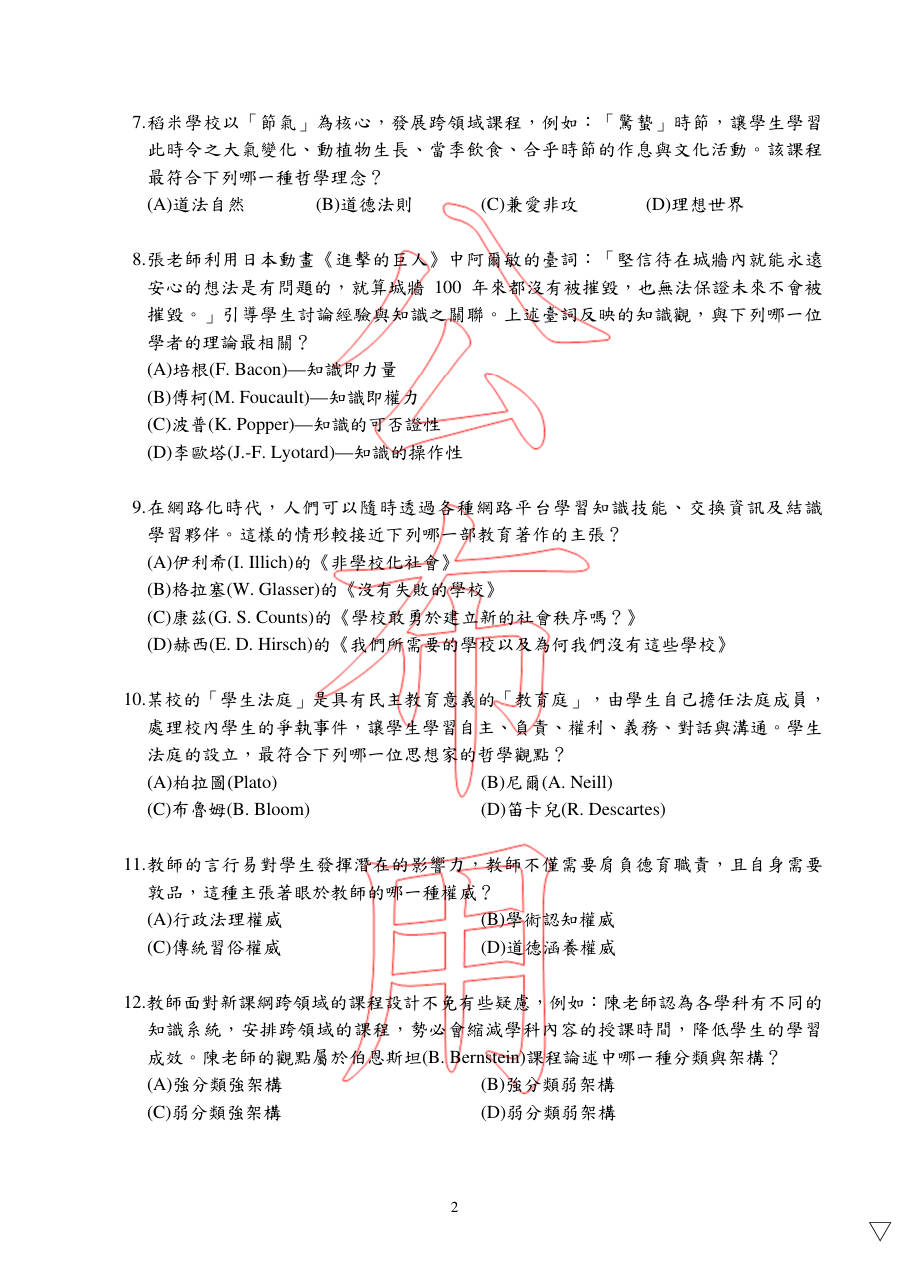 7.稻米學校以「節氣」為核心，發展跨領域課程，例如：「驚蟄」時節，讓學生學習
此時令之大氣變化、動植物生長、當季飲食、合乎時節的作息與文化活動。該課程
最符合下列哪一種哲學理念？
(A)道法自然 (B)道德法則 (C)兼愛非攻 (D)理想世界
8.張老師利用日本動畫《進擊的巨人》中阿爾敏的臺詞：「堅信待在城牆內就能永遠
安心的想法是有問題的，就算城牆 100 年來都沒有被摧毀，也無法保證未來不會被
摧毀。」引導學生討論經驗與知識之關聯。上述臺詞反映的知識觀，與下列哪一位
學者的理論最相關？
(A)培根(F. Bacon)—知識即力量
(B)傅柯(M. Foucault)—知識即權力
(C)波普(K. Popper)—知識的可否證性
(D)李歐塔(J.-F. Lyotard)—知識的操作性
9.在網路化時代，人們可以隨時透過各種網路平台學習知識技能、交換資訊及結識
學習夥伴。這樣的情形較接近下列哪一部教育著作的主張？
(A)伊利希(I. Illich)的《非學校化社會》
(B)格拉塞(W. Glasser)的《沒有失敗的學校》
(C)康茲(G. S. Counts)的《學校敢勇於建立新的社會秩序嗎？》
(D)赫西(E. D. Hirsch)的《我們所需要的學校以及為何我們沒有這些學校》
10.某校的「學生法庭」是具有民主教育意義的「教育庭」，由學生自己擔任法庭成員，
處理校內學生的爭執事件，讓學生學習自主、負責、權利、義務、對話與溝通。學生
法庭的設立，最符合下列哪一位思想家的哲學觀點？
(A)柏拉圖(Plato) (B)尼爾(A. Neill)
(C)布魯姆(B. Bloom) (D)笛卡兒(R. Descartes)
11.教師的言行易對學生發揮潛在的影響力，教師不僅需要肩負德育職責，且自身需要
敦品，這種主張著眼於教師的哪一種權威？
(A)行政法理權威 (B)學術認知權威
(C)傳統習俗權威 (D)道德涵養權威
12.教師面對新課綱跨領域的課程設計不免有些疑慮，例如：陳老師認為各學科有不同的
知識系統，安排跨領域的課程，勢必會縮減學科內容的授課時間，降低學生的學習
成效。陳老師的觀點屬於伯恩斯坦(B. Bernstein)課程論述中哪一種分類與架構？
(A)強分類強架構 (B)強分類弱架構
(C)弱分類強架構 (D)弱分類弱架構
公
布
用
2